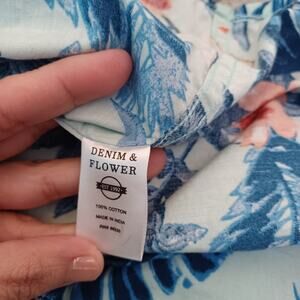 DENIM &
FLOWER
EST 1992
100% COTTON
MADE IN INDIA